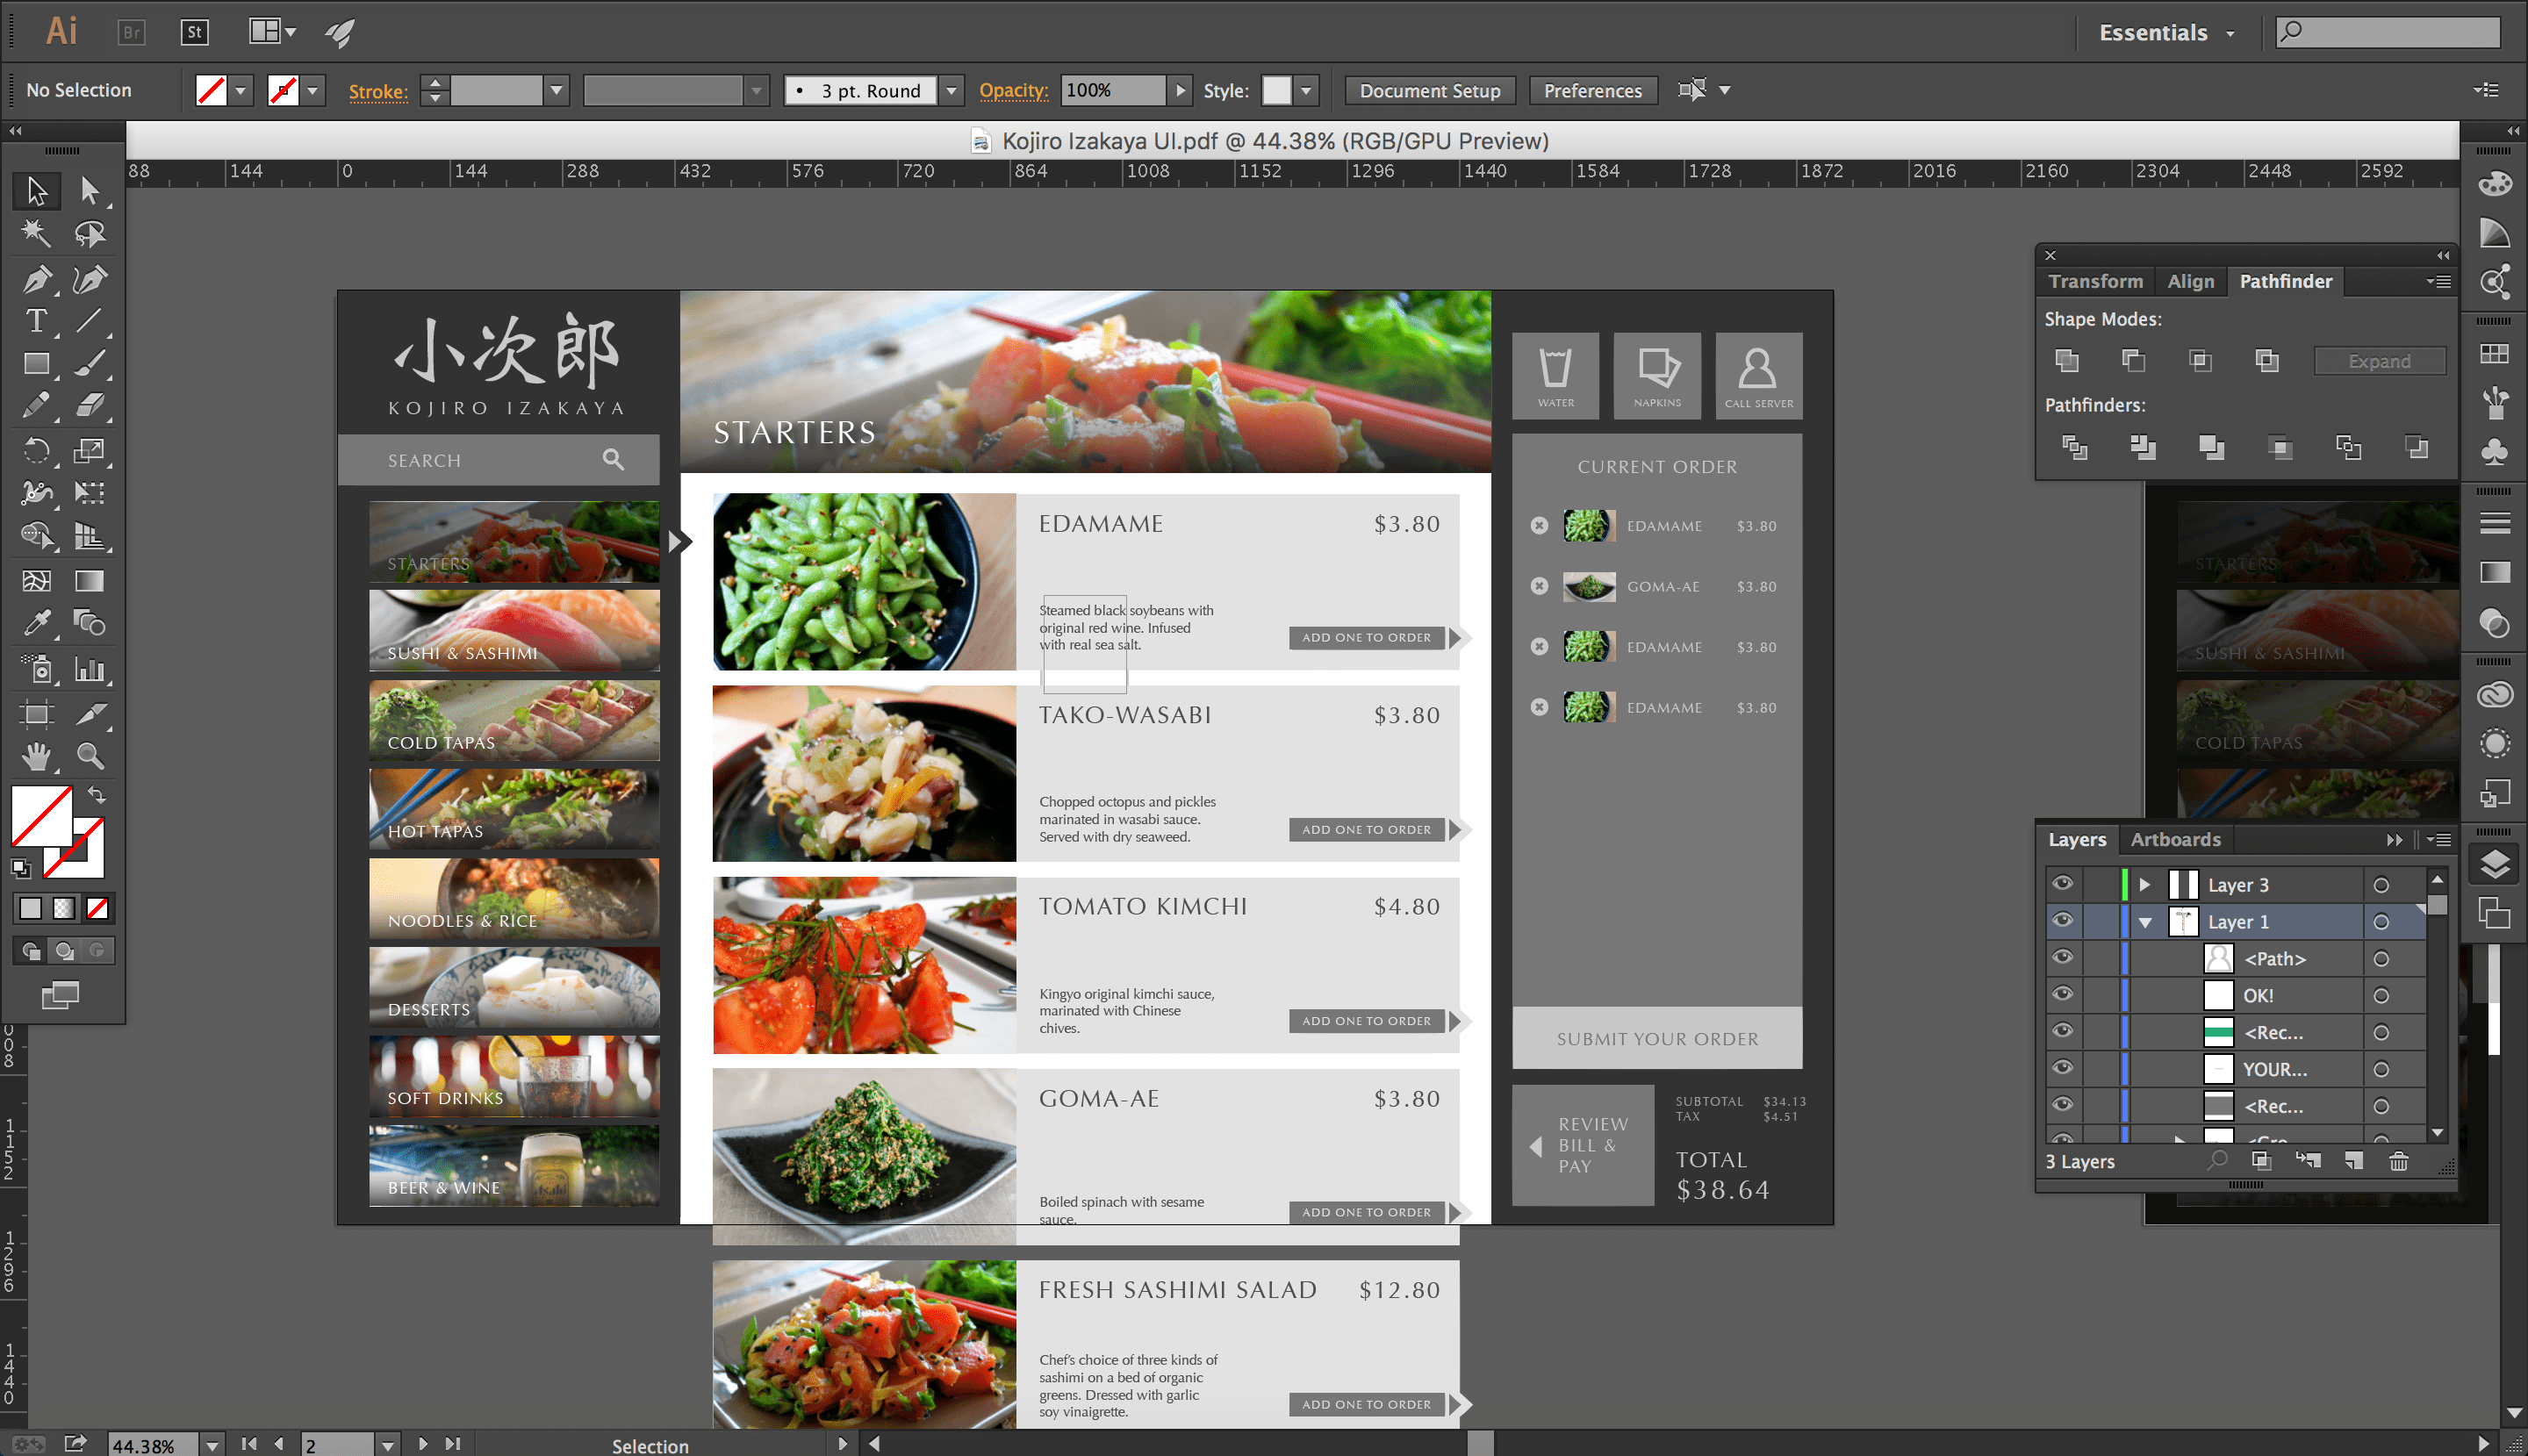 Ai
Br
St
Essentials
No Selection
Stroke:
3 pt. Round
Opacity:
100%
Style:
Document Setup
Preferences
Kojiro Izakaya UI.pdf @ 44.38% (RGB/GPU Preview)
88 144 0 144 288 432 576 720 864 1008 1152 1296 1440 1584 1728 1872 2016 2160 2304 2448 2592
小次郎
KOJIRO IZAKAYA
SEARCH
STARTERS
SUSHI & SASHIMI
COLD TAPAS
HOT TAPAS
NOODLES & RICE
DESSERTS
SOFT DRINKS
BEER & WINE
STARTERS
EDAMAME $3.80
Steamed black soybeans with
original red wine. Infused
with real sea salt.
ADD ONE TO ORDER
TAKO-WASABI $3.80
Chopped octopus and pickles
marinated in wasabi sauce.
Served with dry seaweed.
ADD ONE TO ORDER
TOMATO KIMCHI $4.80
Kingyo original kimchi sauce,
marinated with Chinese
chives.
ADD ONE TO ORDER
GOMA-AE $3.80
Boiled spinach with sesame
sauce.
ADD ONE TO ORDER
FRESH SASHIMI SALAD $12.80
Chef's choice of three kinds of
sashimi on a bed of organic
greens. Dressed with garlic
soy vinaigrette.
ADD ONE TO ORDER
WATER
NAPKINS
CALL SERVER
CURRENT ORDER
EDAMAME $3.80
GOMA-AE $3.80
EDAMAME $3.80
EDAMAME $3.80
SUBMIT YOUR ORDER
REVIEW
BILL &
PAY
SUBTOTAL $34.13
TAX $4.51
TOTAL
$38.64
Transform
Align
Pathfinder
Shape Modes:
Expand
Pathfinders:
STARTERS
SUSHI & SASHIMI
COLD TAPAS
Layers
Artboards
Layer 3
Layer 1
<Path>
OK!
<Rec...
YOUR...
<Rec...
3 Layers
1152
1296
1440
44.38%
2
Selection